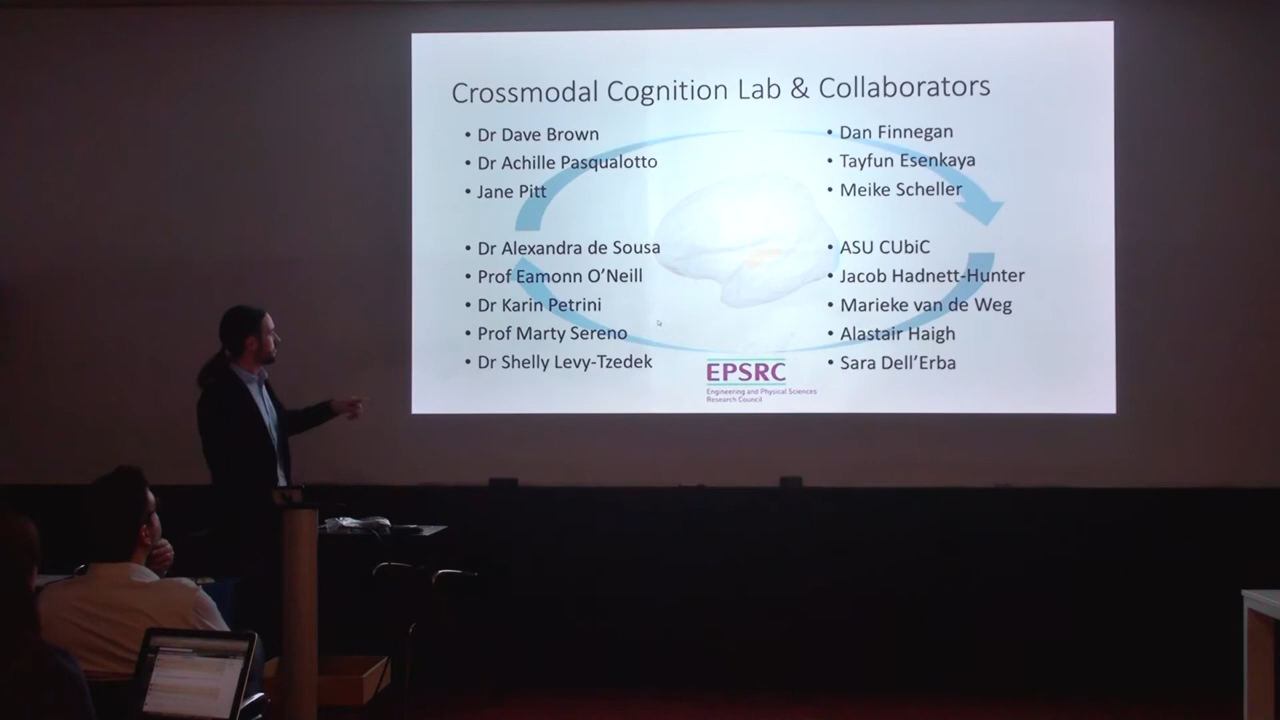 Crossmodal Cognition Lab & Collaborators
• Dr Dave Brown
• Dr Achille Pasqualotto
• Jane Pitt
• Dr Alexandra de Sousa
• Prof Eamonn O’Neill
• Dr Karin Petrini
• Prof Marty Sereno
• Dr Shelly Levy-Tzedek
• Dan Finnegan
• Tayfun Esenkaya
• Meike Scheller
• ASU CUbiC
• Jacob Hadnett-Hunter
• Marieke van de Weg
• Alastair Haigh
• Sara Dell’Erba
EPSRC
Engineering and Physical Sciences
Research Council